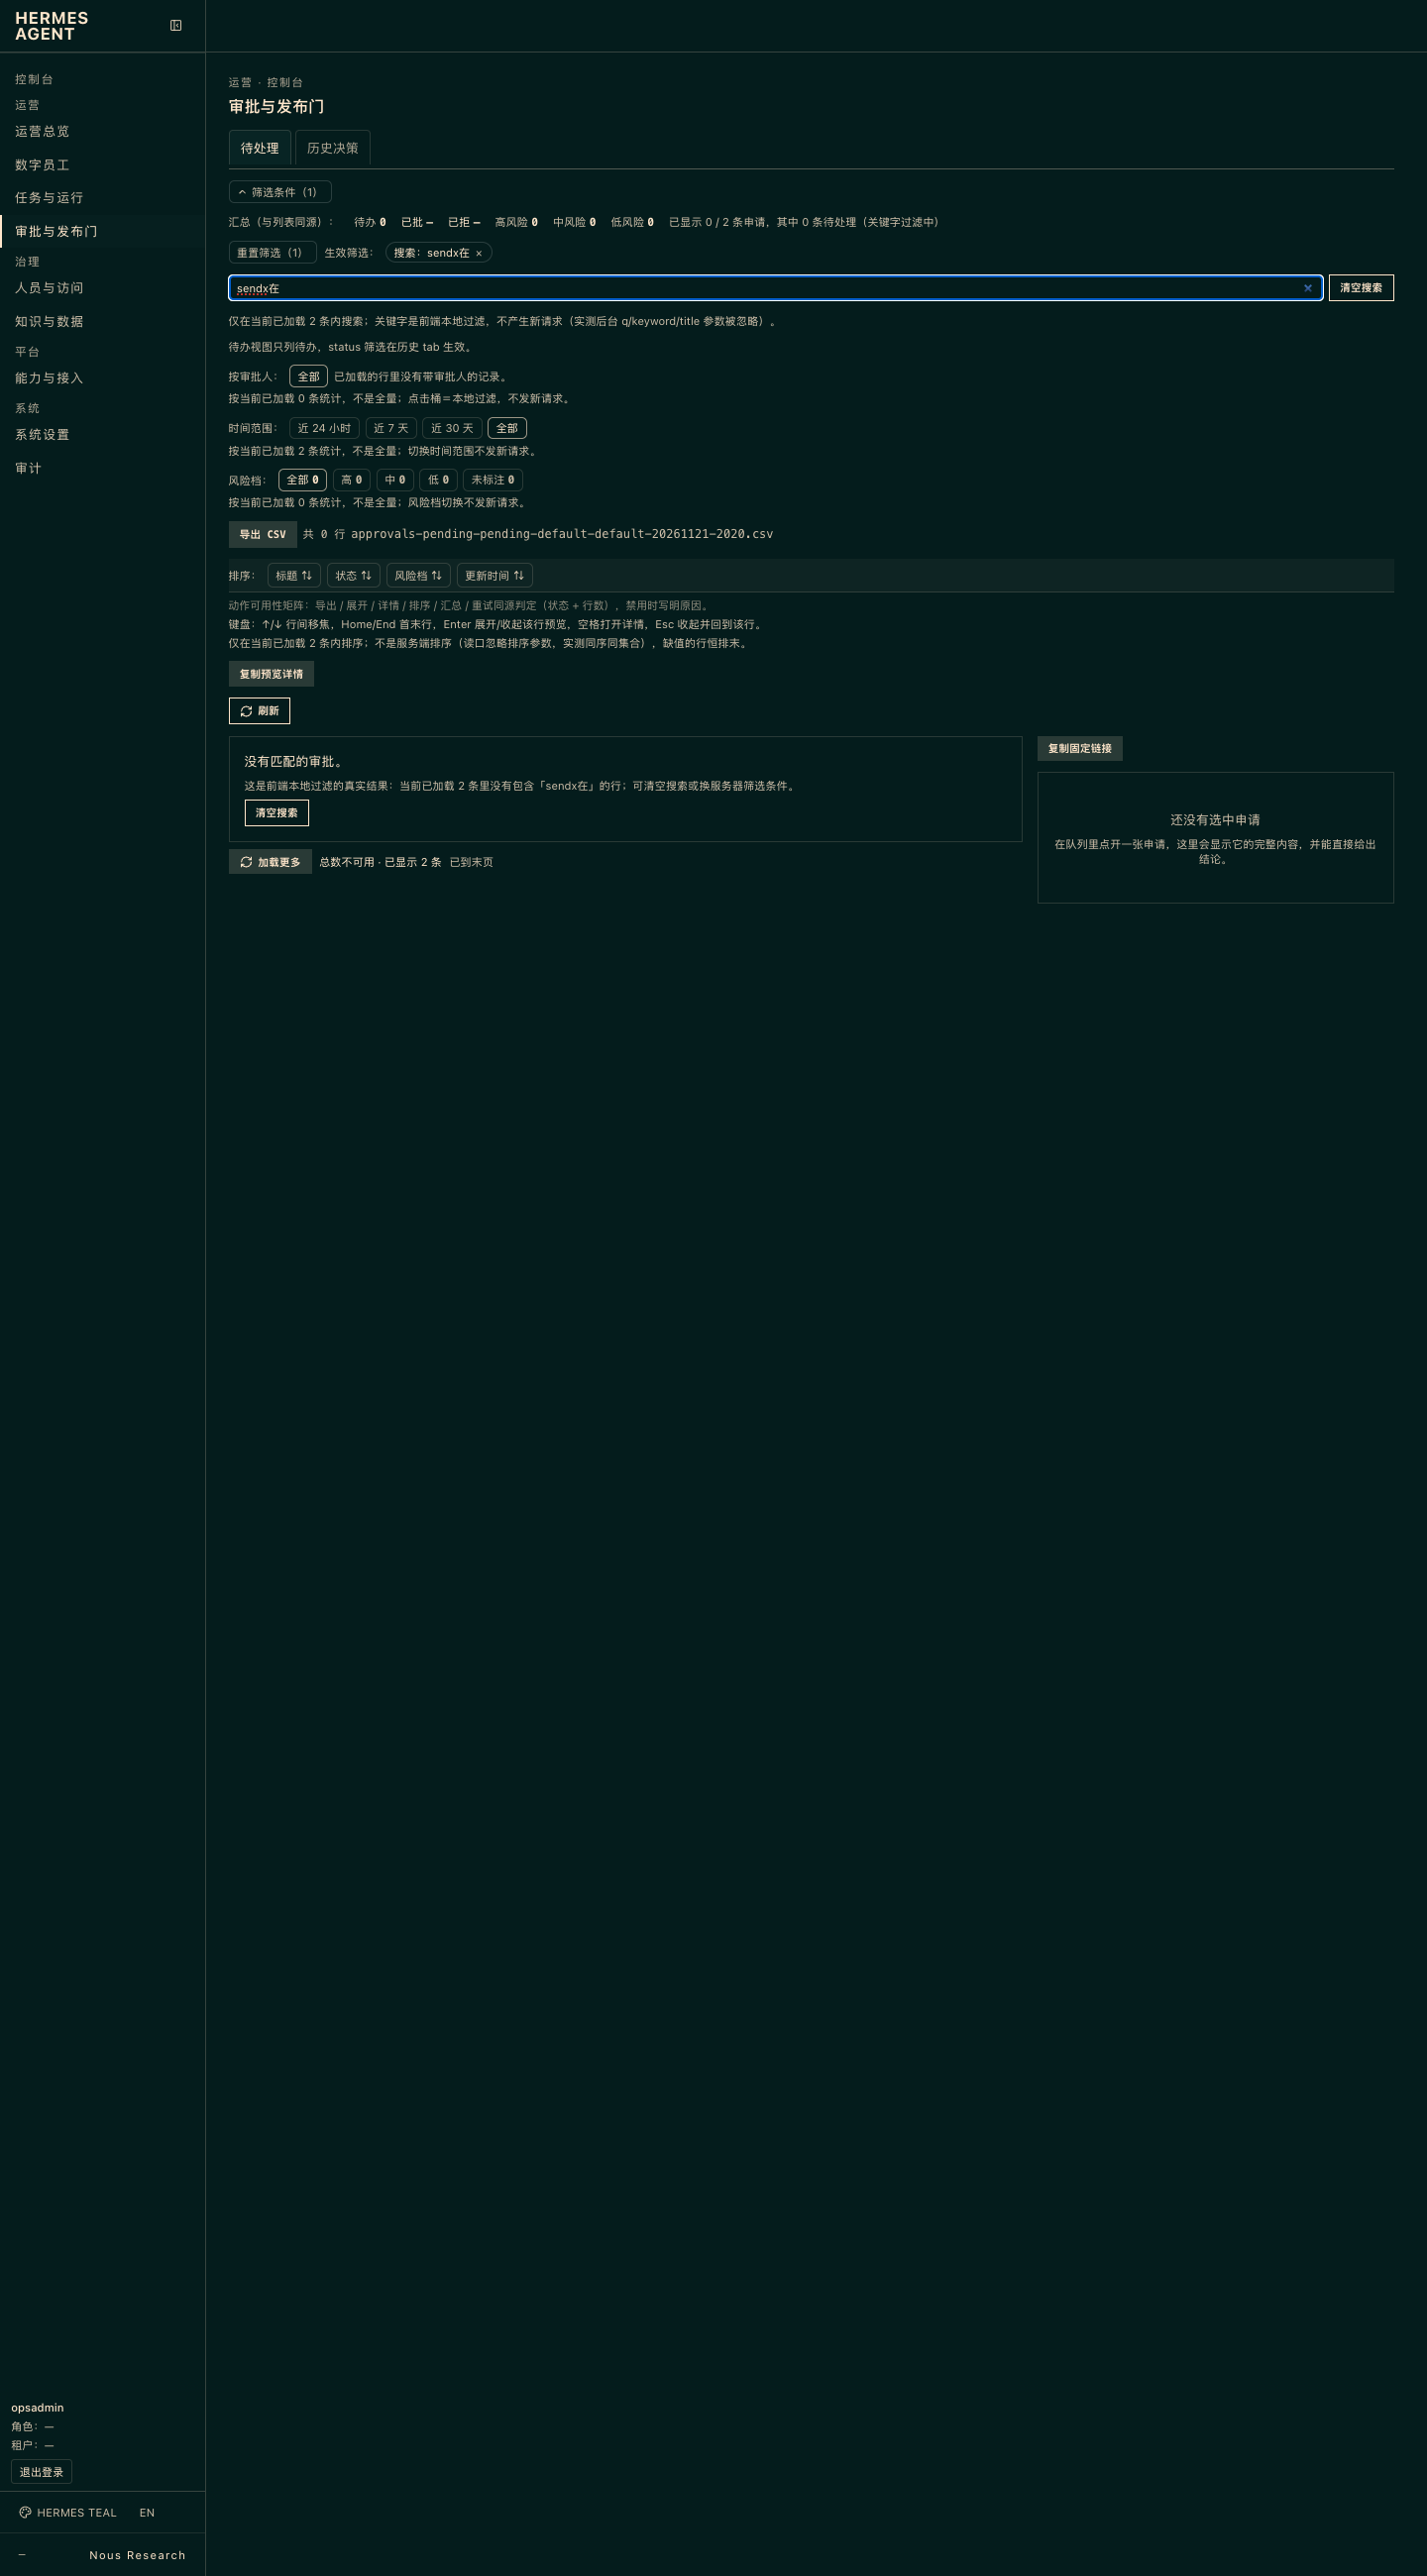 HERMES
AGENT
控制台
运营
运营总览
数字员工
任务与运行
审批与发布门
治理
人员与访问
知识与数据
平台
能力与接入
系统
系统设置
审计
opsadmin
角色：—
租户：—
退出登录
HERMES TEAL EN
— Nous Research
运营 · 控制台
审批与发布门
待处理 历史决策
筛选条件（1）
汇总（与列表同源）： 待办 0 已批 — 已拒 — 高风险 0 中风险 0 低风险 0 已显示 0 / 2 条申请，其中 0 条待处理（关键字过滤中）
重置筛选（1） 生效筛选： 搜索：sendx在 ×
sendx在 清空搜索
仅在当前已加载 2 条内搜索；关键字是前端本地过滤，不产生新请求（实测后台 q/keyword/title 参数被忽略）。
待办视图只列待办，status 筛选在历史 tab 生效。
按审批人： 全部 已加载的行里没有带审批人的记录。
按当前已加载 0 条统计，不是全量；点击桶＝本地过滤，不发新请求。
时间范围： 近 24 小时 近 7 天 近 30 天 全部
按当前已加载 2 条统计，不是全量；切换时间范围不发新请求。
风险档： 全部 0 高 0 中 0 低 0 未标注 0
按当前已加载 0 条统计，不是全量；风险档切换不发新请求。
导出 CSV 共 0 行 approvals-pending-pending-default-default-20261121-2020.csv
排序： 标题 ⇅ 状态 ⇅ 风险档 ⇅ 更新时间 ⇅
动作可用性矩阵：导出 / 展开 / 详情 / 排序 / 汇总 / 重试同源判定（状态 + 行数），禁用时写明原因。
键盘：↑/↓ 行间移焦，Home/End 首末行，Enter 展开/收起该行预览，空格打开详情，Esc 收起并回到该行。
仅在当前已加载 2 条内排序；不是服务端排序（读口忽略排序参数，实测同序同集合），缺值的行恒排末。
复制预览详情
刷新
没有匹配的审批。
这是前端本地过滤的真实结果：当前已加载 2 条里没有包含「sendx在」的行；可清空搜索或换服务器筛选条件。
清空搜索
加载更多 总数不可用 · 已显示 2 条 已到末页
复制固定链接
还没有选中申请
在队列里点开一张申请，这里会显示它的完整内容，并能直接给出
结论。